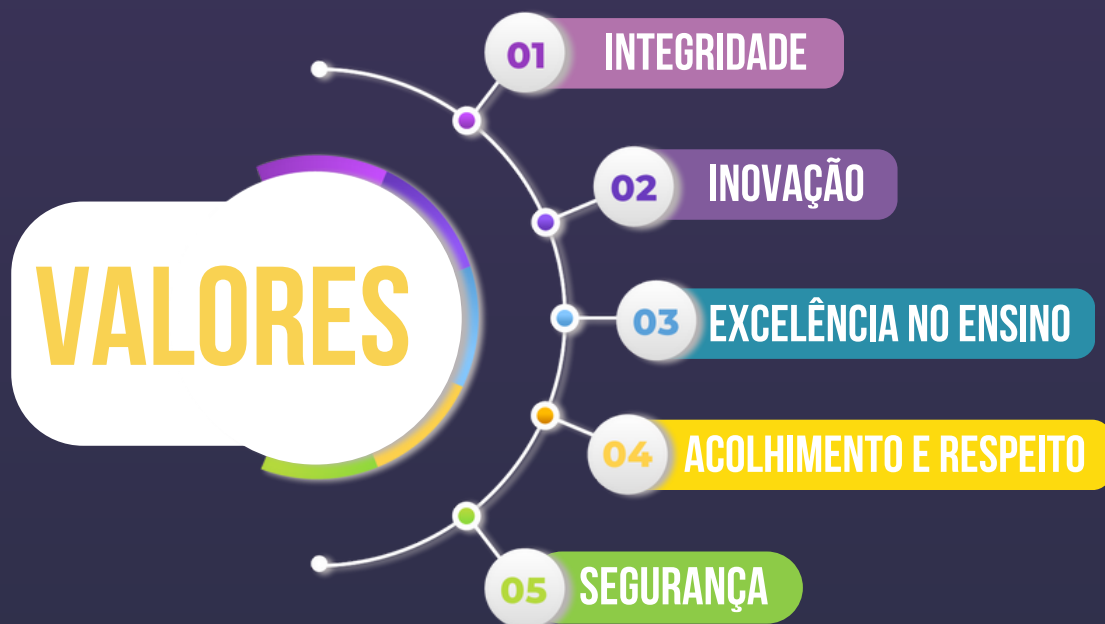 VALORES
01 INTEGRIDADE
02 INOVAÇÃO
03 EXCELÊNCIA NO ENSINO
04 ACOLHIMENTO E RESPEITO
05 SEGURANÇA